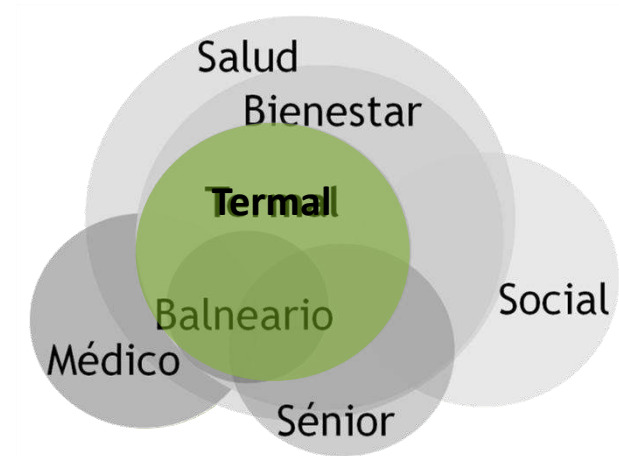 Salud
Bienestar
Termal
Social
Balneario
Médico
Sénior